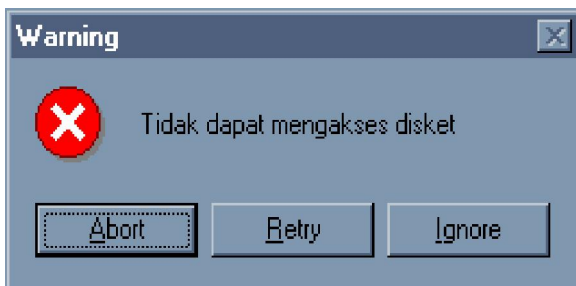 Warning
Tidak dapat mengakses disket
Abort Retry Ignore